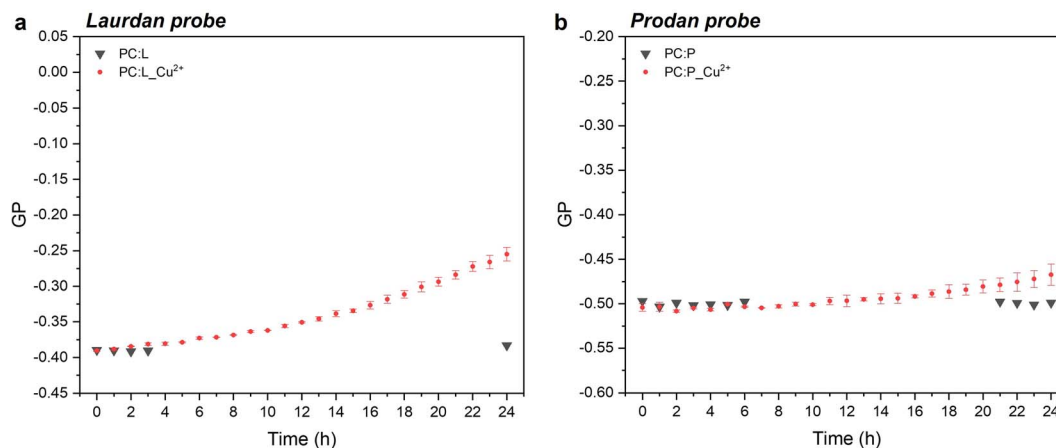 a Laurdan probe
PC:L
PC:L_Cu²⁺
0.05
0.00
-0.05
-0.10
-0.15
-0.20
-0.25
-0.30
-0.35
-0.40
-0.45
GP
0 2 4 6 8 10 12 14 16 18 20 22 24
Time (h)
b Prodan probe
PC:P
PC:P_Cu²⁺
-0.20
-0.25
-0.30
-0.35
-0.40
-0.45
-0.50
-0.55
-0.60
GP
0 2 4 6 8 10 12 14 16 18 20 22 24
Time (h)